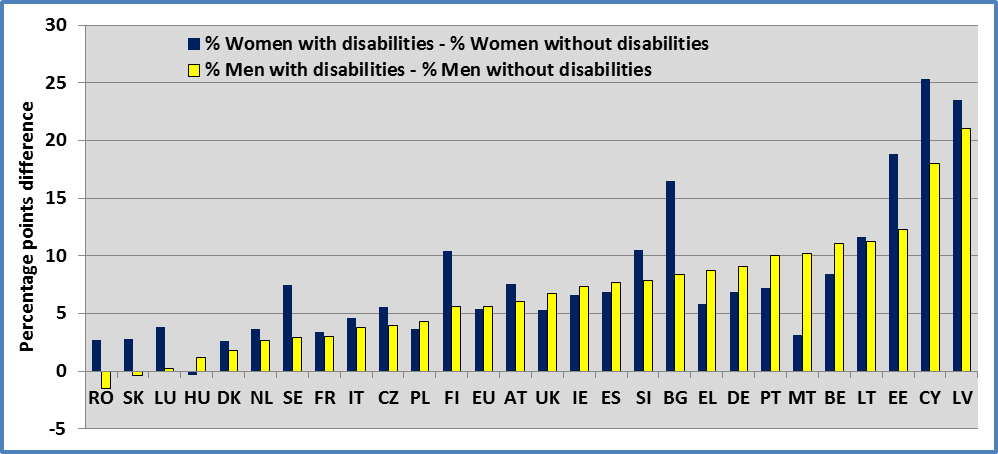 30
25
20
15
10
5
0
-5
Percentage points difference
% Women with disabilities - % Women without disabilities
% Men with disabilities - % Men without disabilities
RO SK LU HU DK NL SE FR IT CZ PL FI EU AT UK IE ES SI BG EL DE PT MT BE LT EE CY LV